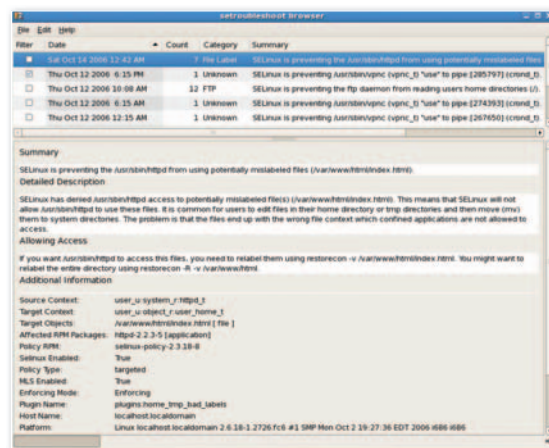 setroubleshoot browser
File Edit Help
Filter Date Count Category Summary
Sat Oct 14 2006 12:42 AM 7 File Label SELinux is preventing the /usr/sbin/httpd from using potentially mislabeled files
Thu Oct 12 2006 6:15 PM 1 Unknown SELinux is preventing /usr/sbin/vpnc (vpnc_t) "use" to pipe:[285797] (crond_t).
Thu Oct 12 2006 10:08 AM 12 FTP SELinux is preventing the ftp daemon from reading users home directories (/).
Thu Oct 12 2006 6:15 AM 1 Unknown SELinux is preventing /usr/sbin/vpnc (vpnc_t) "use" to pipe:[274393] (crond_t).
Thu Oct 12 2006 12:15 AM 1 Unknown SELinux is preventing /usr/sbin/vpnc (vpnc_t) "use" to pipe:[267650] (crond_t).
Summary
SELinux is preventing the /usr/sbin/httpd from using potentially mislabeled files (/var/www/html/index.html).
Detailed Description
SELinux has denied /usr/sbin/httpd access to potentially mislabeled file(s) (/var/www/html/index.html). This means that SELinux will not
allow /usr/sbin/httpd to use these files. It is common for users to edit files in their home directory or tmp directories and then move (mv)
them to system directories. The problem is that the files end up with the wrong file context which confined applications are not allowed to
access.
Allowing Access
If you want /usr/sbin/httpd to access this files, you need to relabel them using restorecon -v /var/www/html/index.html. You might want to
relabel the entire directory using restorecon -R -v /var/www/html.
Additional Information
Source Context: user_u:system_r:httpd_t
Target Context: user_u:object_r:user_home_t
Target Objects: /var/www/html/index.html [ file ]
Affected RPM Packages: httpd-2.2.3-5 [application]
Policy RPM: selinux-policy-2.3.18-8
Selinux Enabled: True
Policy Type: targeted
MLS Enabled: True
Enforcing Mode: Enforcing
Plugin Name: plugins.home_tmp_bad_labels
Host Name: localhost.localdomain
Platform: Linux localhost.localdomain 2.6.18-1.2726.fc6 #1 SMP Mon Oct 2 19:27:36 EDT 2006 i686 i686